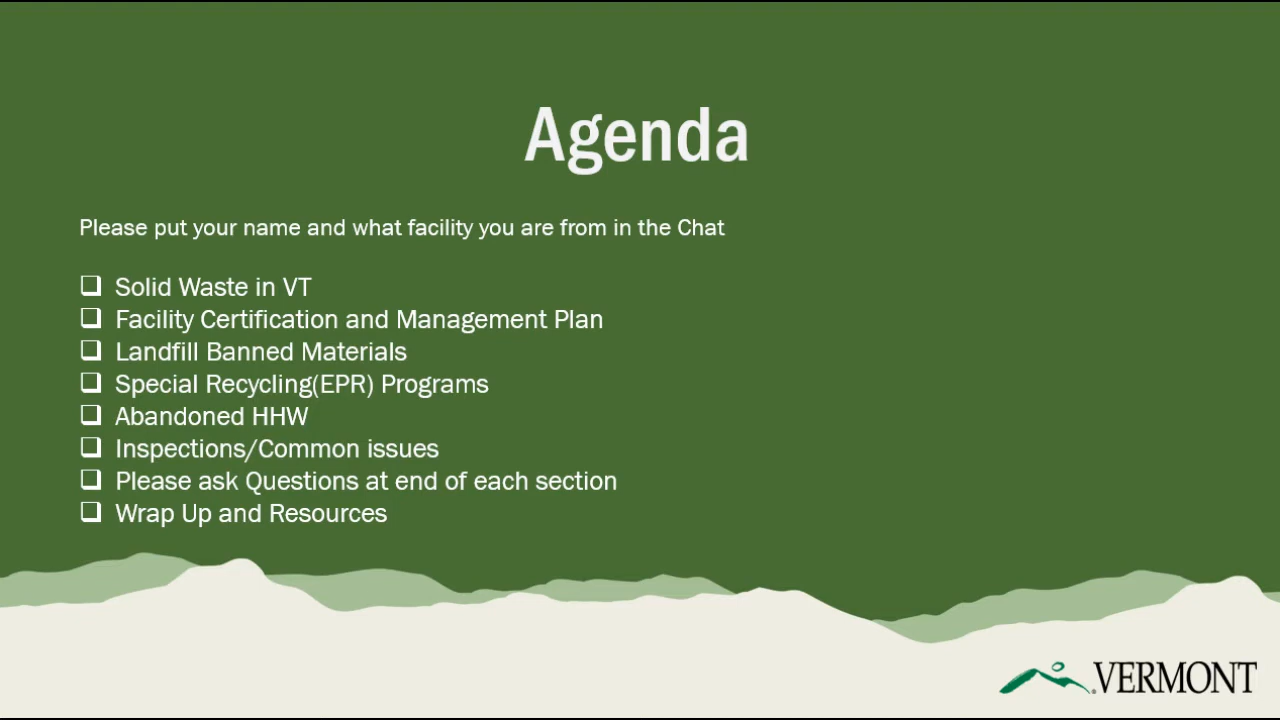 Agenda
Please put your name and what facility you are from in the Chat
Solid Waste in VT
Facility Certification and Management Plan
Landfill Banned Materials
Special Recycling(EPR) Programs
Abandoned HHW
Inspections/Common issues
Please ask Questions at end of each section
Wrap Up and Resources
VERMONT